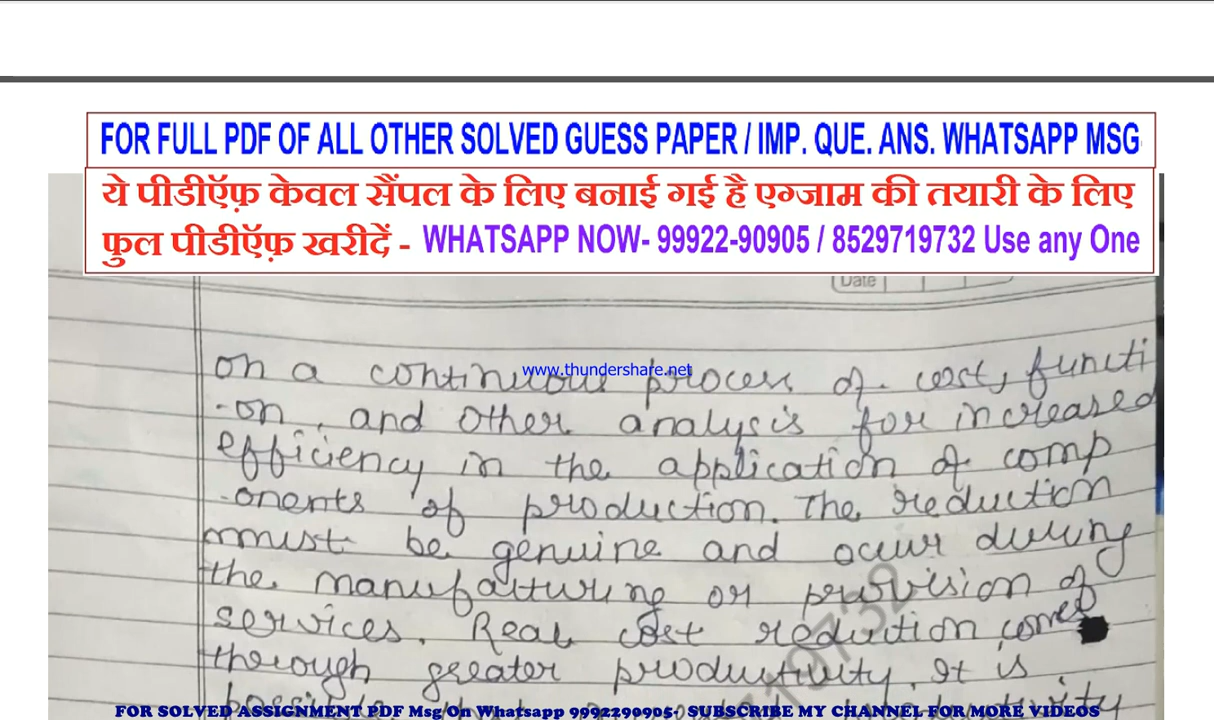 FOR FULL PDF OF ALL OTHER SOLVED GUESS PAPER / IMP. QUE. ANS. WHATSAPP MSG
ये पीडीऍफ़ केवल सैंपल के लिए बनाई गई है एग्जाम की तयारी के लिए
फुल पीडीऍफ़ खरीदें - WHATSAPP NOW- 99922-90905 / 8529719732 Use any One
Date
www.thundershare.net
on a continuous process of cost, functi
-on, and other analysis for increased
efficiency in the application of comp
-onents of production. The reduction
must be genuine and occur during
the manufatturing or provision of
services. Real cost reduction comes
through greater productivity. It is
FOR SOLVED ASSIGNMENT PDF Msg On Whatsapp 9992290905- SUBSCRIBE MY CHANNEL FOR MORE VIDEOS